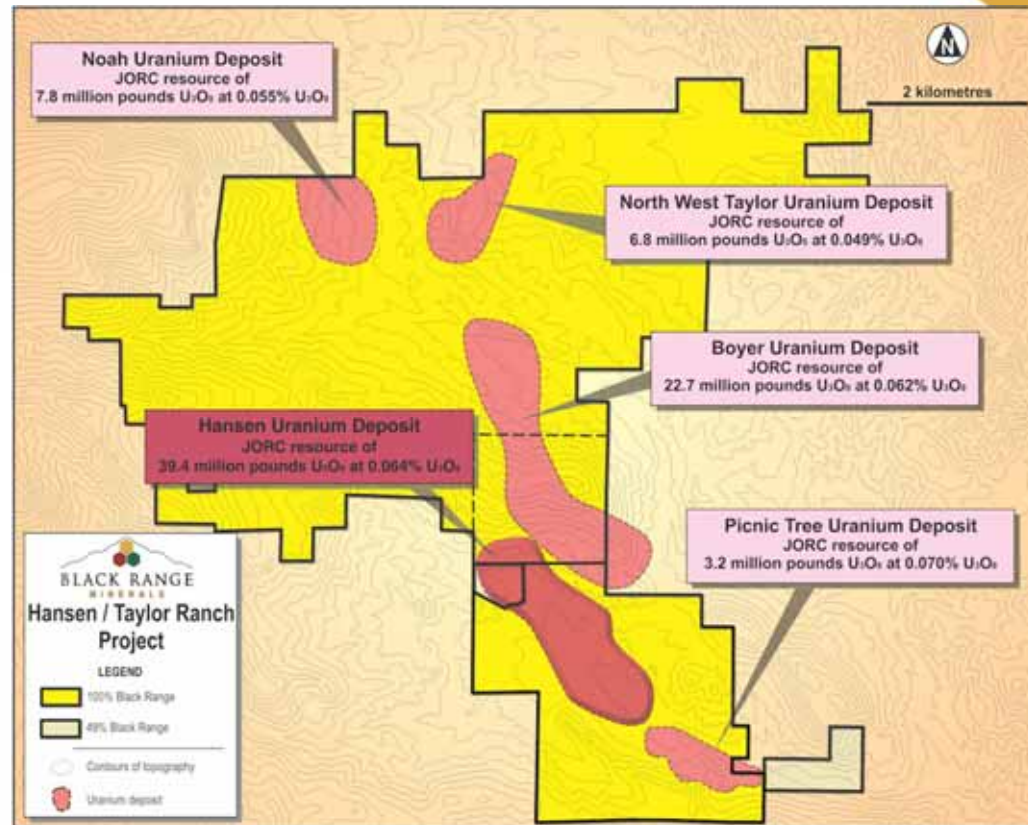 Noah Uranium Deposit
JORC resource of
7.8 million pounds U₃O₈ at 0.055% U₃O₈
N
2 kilometres
North West Taylor Uranium Deposit
JORC resource of
6.8 million pounds U₃O₈ at 0.049% U₃O₈
Boyer Uranium Deposit
JORC resource of
22.7 million pounds U₃O₈ at 0.062% U₃O₈
Hansen Uranium Deposit
JORC resource of
39.4 million pounds U₃O₈ at 0.064% U₃O₈
Picnic Tree Uranium Deposit
JORC resource of
3.2 million pounds U₃O₈ at 0.070% U₃O₈
BLACK RANGE
MINERALS
Hansen / Taylor Ranch
Project
LEGEND
100% Black Range
49% Black Range
Contours of topography
Uranium deposit